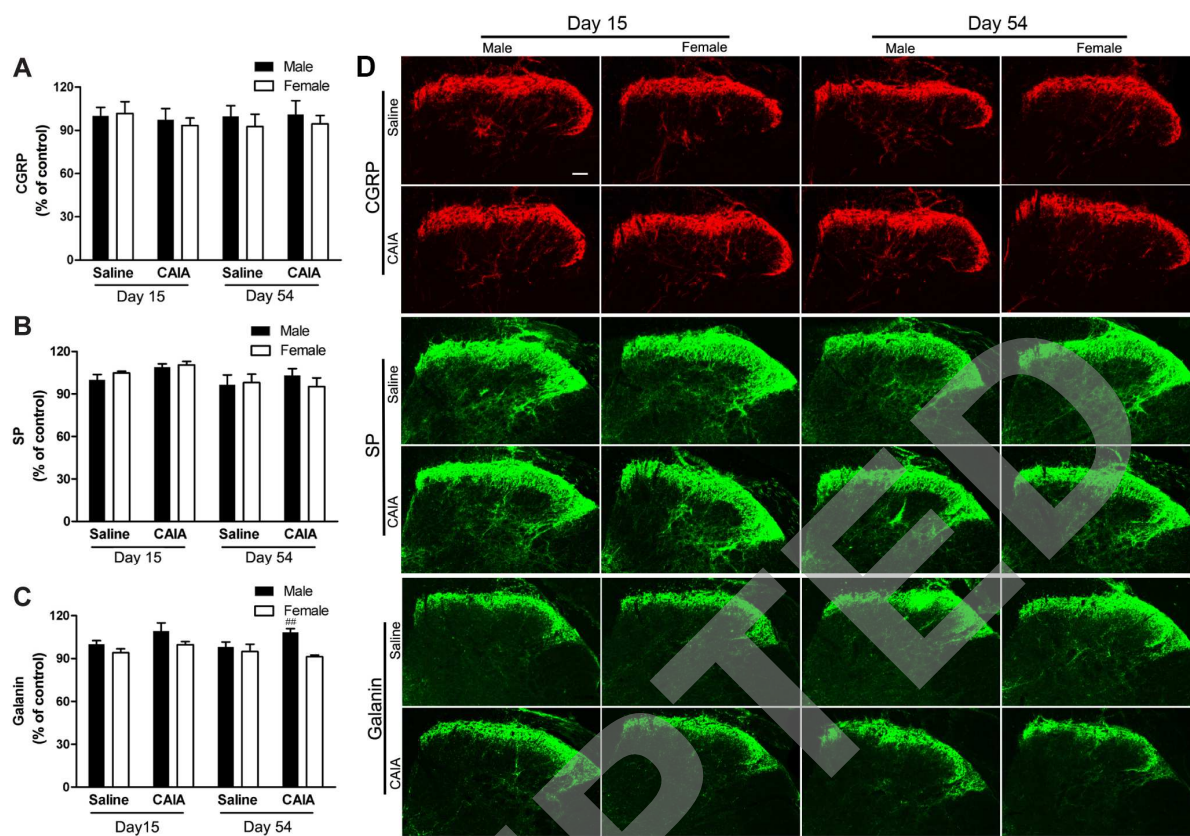 A
Male
Female
CGRP
(% of control)
120
90
60
30
0
Saline CAIA Saline CAIA
Day 15 Day 54
B
Male
Female
SP
(% of control)
120
90
60
30
0
Saline CAIA Saline CAIA
Day 15 Day 54
C
Male
Female
##
Galanin
(% of control)
120
90
60
30
0
Saline CAIA Saline CAIA
Day15 Day 54
D
Day 15 Day 54
Male Female Male Female
CGRP
Saline
CAIA
SP
Saline
CAIA
Galanin
Saline
CAIA
PTED